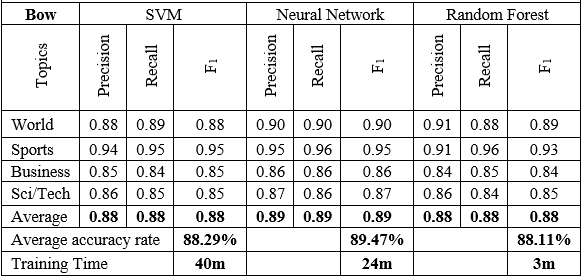 Bow SVM Neural Network Random Forest
Topics Precision Recall F1 Precision Recall F1 Precision Recall F1
World 0.88 0.89 0.88 0.90 0.90 0.90 0.91 0.88 0.89
Sports 0.94 0.95 0.95 0.95 0.96 0.95 0.91 0.96 0.93
Business 0.85 0.84 0.85 0.86 0.86 0.86 0.84 0.85 0.84
Sci/Tech 0.86 0.85 0.85 0.87 0.86 0.87 0.86 0.84 0.85
Average 0.88 0.88 0.88 0.89 0.89 0.89 0.88 0.88 0.88
Average accuracy rate 88.29% 89.47% 88.11%
Training Time 40m 24m 3m